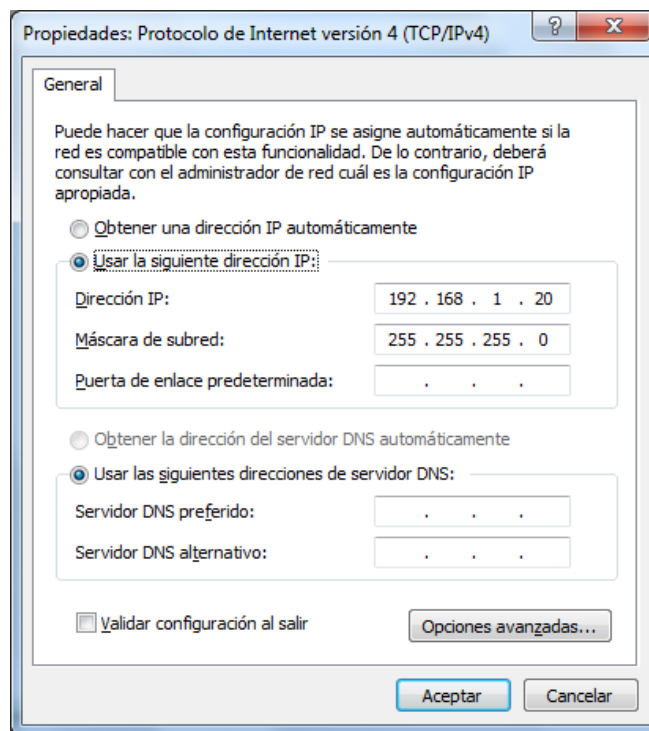 Propiedades: Protocolo de Internet versión 4 (TCP/IPv4)
General
Puede hacer que la configuración IP se asigne automáticamente si la
red es compatible con esta funcionalidad. De lo contrario, deberá
consultar con el administrador de red cuál es la configuración IP
apropiada.
Obtener una dirección IP automáticamente
Usar la siguiente dirección IP:
Dirección IP: 192 . 168 . 1 . 20
Máscara de subred: 255 . 255 . 255 . 0
Puerta de enlace predeterminada: . . .
Obtener la dirección del servidor DNS automáticamente
Usar las siguientes direcciones de servidor DNS:
Servidor DNS preferido: . . .
Servidor DNS alternativo: . . .
Validar configuración al salir Opciones avanzadas...
Aceptar Cancelar